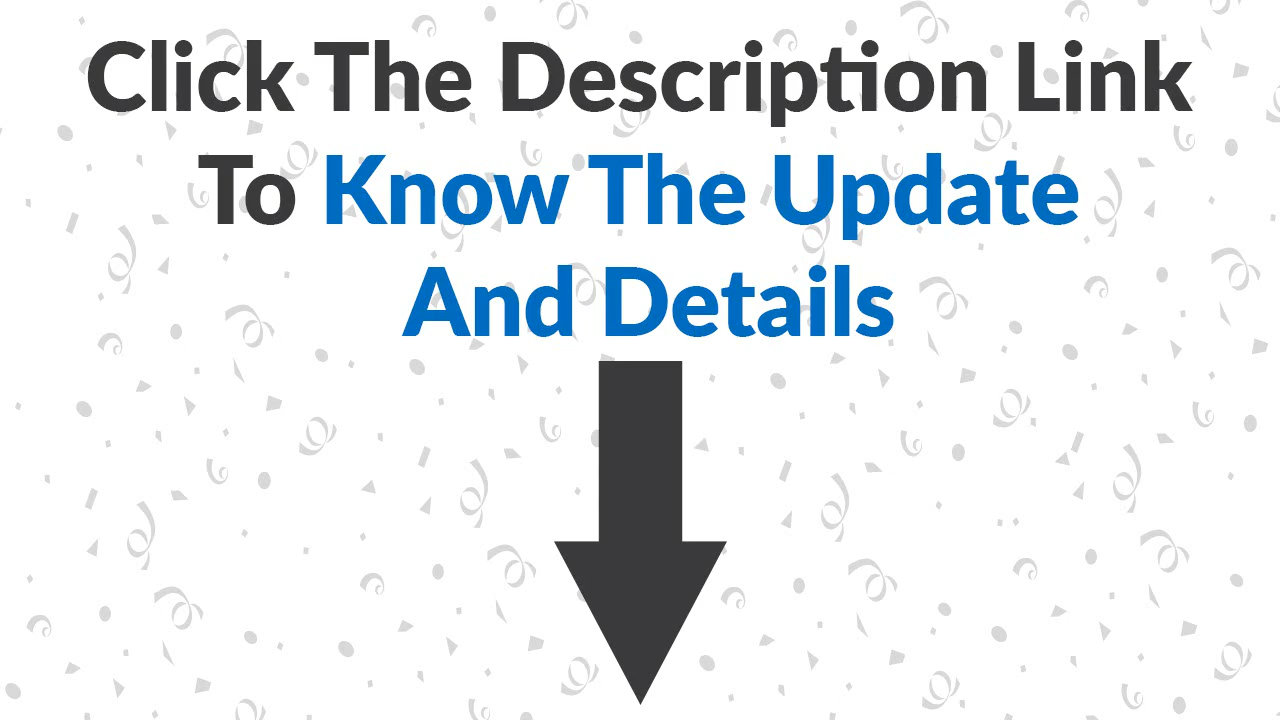 Click The Description Link
To Know The Update
And Details